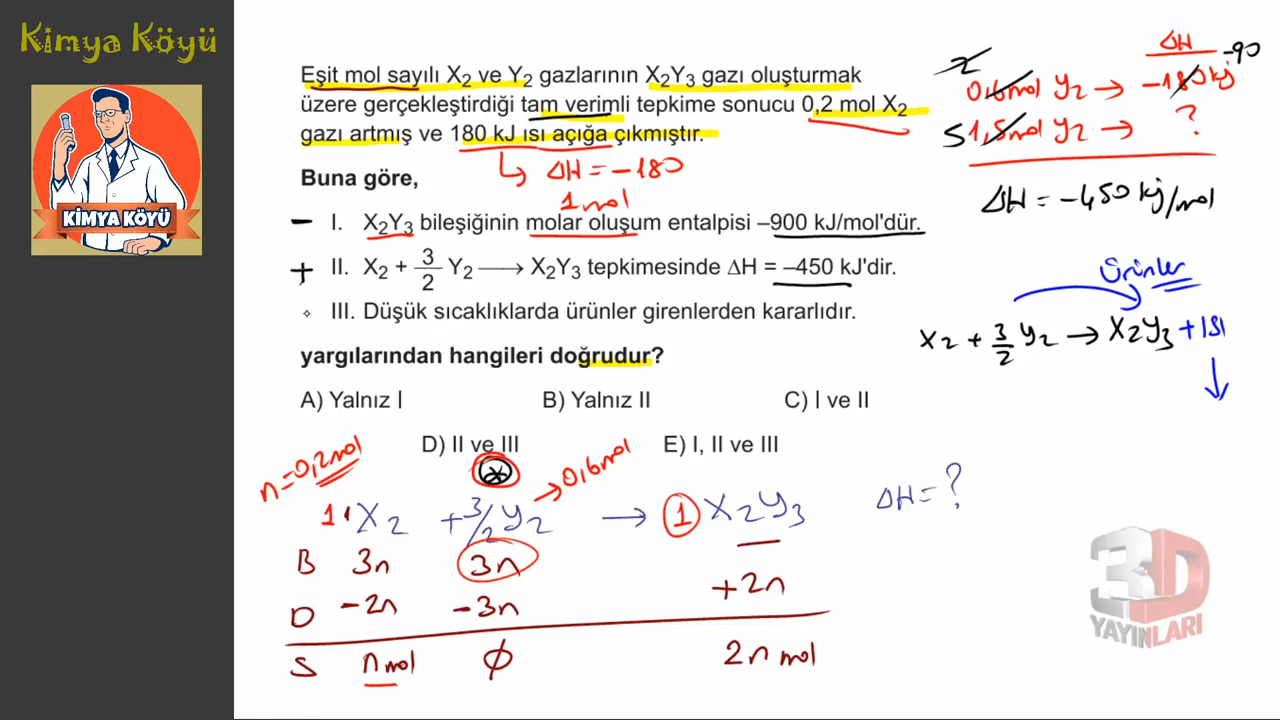 Kimya Köyü
KİMYA KÖYÜ
Eşit mol sayılı X₂ ve Y₂ gazlarının X₂Y₃ gazı oluşturmak
üzere gerçekleştirdiği tam verimli tepkime sonucu 0,2 mol X₂
gazı artmış ve 180 kJ ısı açığa çıkmıştır.
↳ ΔH = -180
Buna göre,
1 mol
- I. X₂Y₃ bileşiğinin molar oluşum entalpisi –900 kJ/mol'dür.
+ II. X₂ + 3/2 Y₂ ⟶ X₂Y₃ tepkimesinde ΔH = –450 kJ'dir.
III. Düşük sıcaklıklarda ürünler girenlerden kararlıdır.
yargılarından hangileri doğrudur?
A) Yalnız I B) Yalnız II C) I ve II
D) II ve III E) I, II ve III
ΔH -90
2 0,6 mol Y₂ → -180 kj
5 1,5 mol Y₂ → ?
ΔH = -450 kj/mol
Ürünler
X₂ + 3/2 Y₂ → X₂Y₃ + ısı
↓
n=0,2 mol
→ 0,6 mol
1 X₂ + 3/2 Y₂ → 1 X₂Y₃ ΔH = ?
B 3n 3n
D -2n -3n +2n
S n mol ϕ 2n mol
3D
YAYINLARI